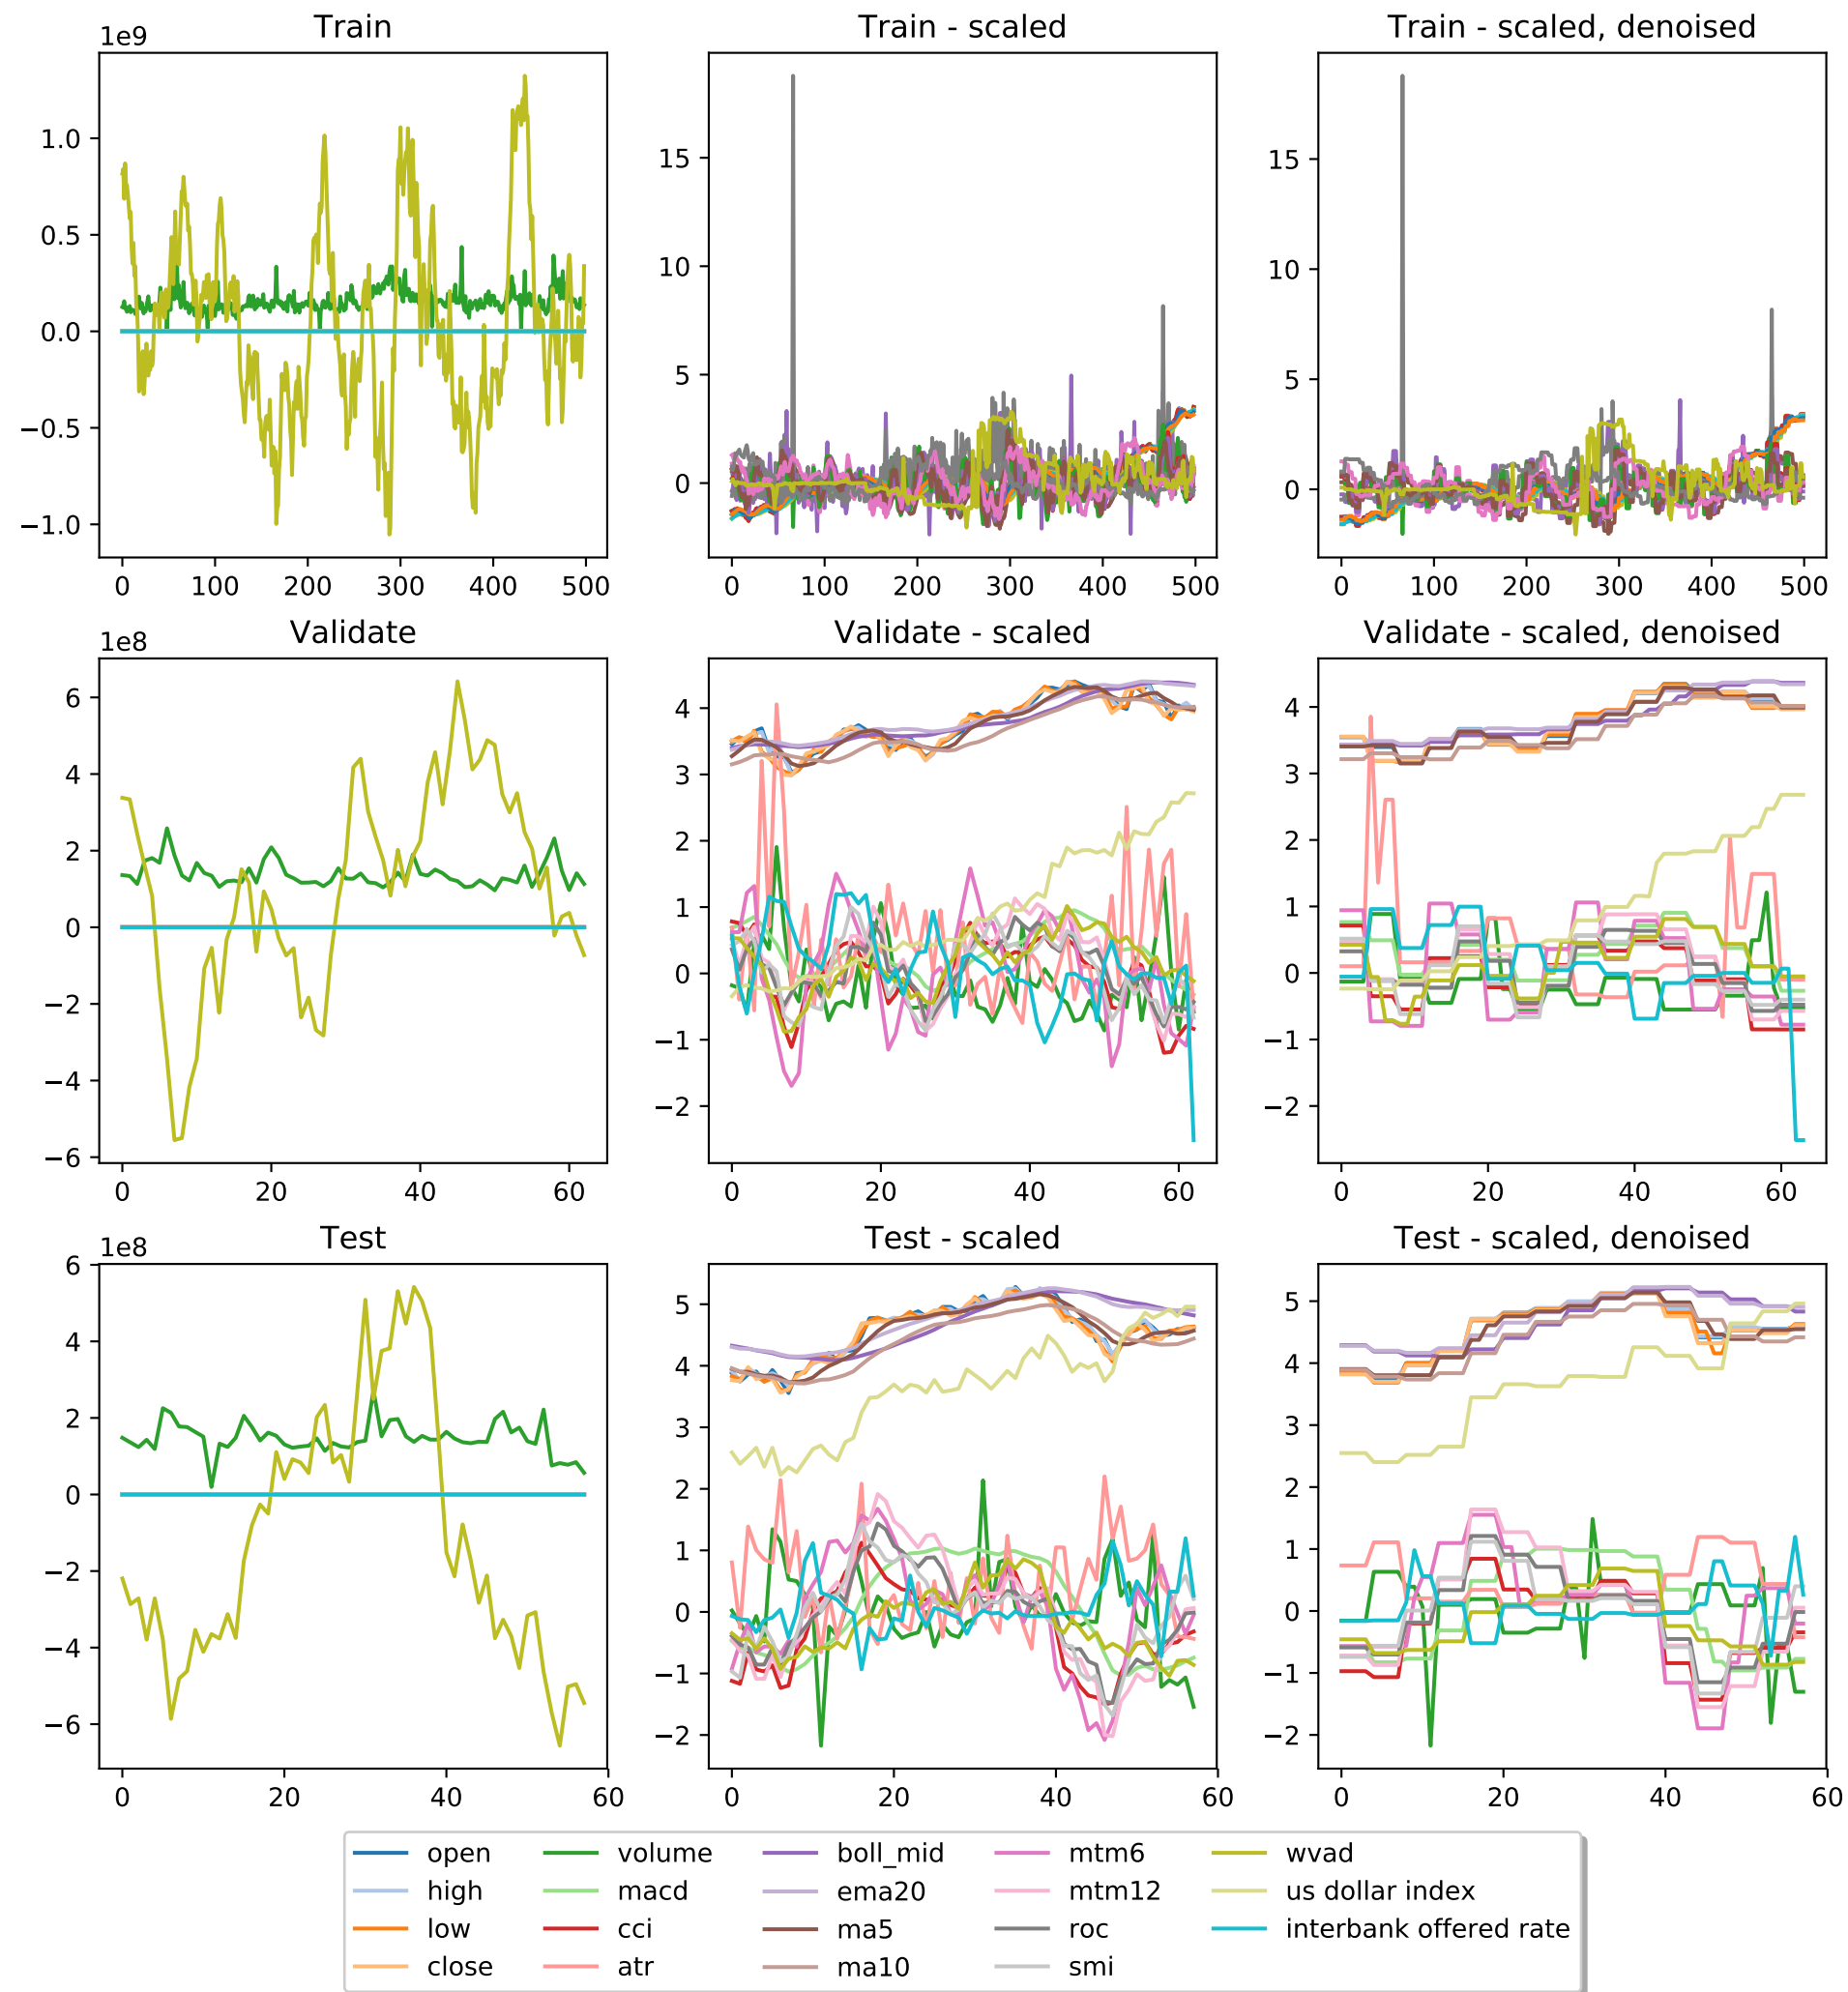 Train
Train - scaled
Train - scaled, denoised
1e9
1.0
0.5
0.0
−0.5
−1.0
0 100 200 300 400 500
15
10
5
0
0 100 200 300 400 500
15
10
5
0
0 100 200 300 400 500
Validate
Validate - scaled
Validate - scaled, denoised
1e8
6
4
2
0
−2
−4
−6
0 20 40 60
4
3
2
1
0
−1
−2
0 20 40 60
4
3
2
1
0
−1
−2
0 20 40 60
Test
Test - scaled
Test - scaled, denoised
1e8
6
4
2
0
−2
−4
−6
0 20 40 60
5
4
3
2
1
0
−1
−2
0 20 40 60
5
4
3
2
1
0
−1
−2
0 20 40 60
open volume boll_mid mtm6 wvad
high macd ema20 mtm12 us dollar index
low cci ma5 roc interbank offered rate
close atr ma10 smi